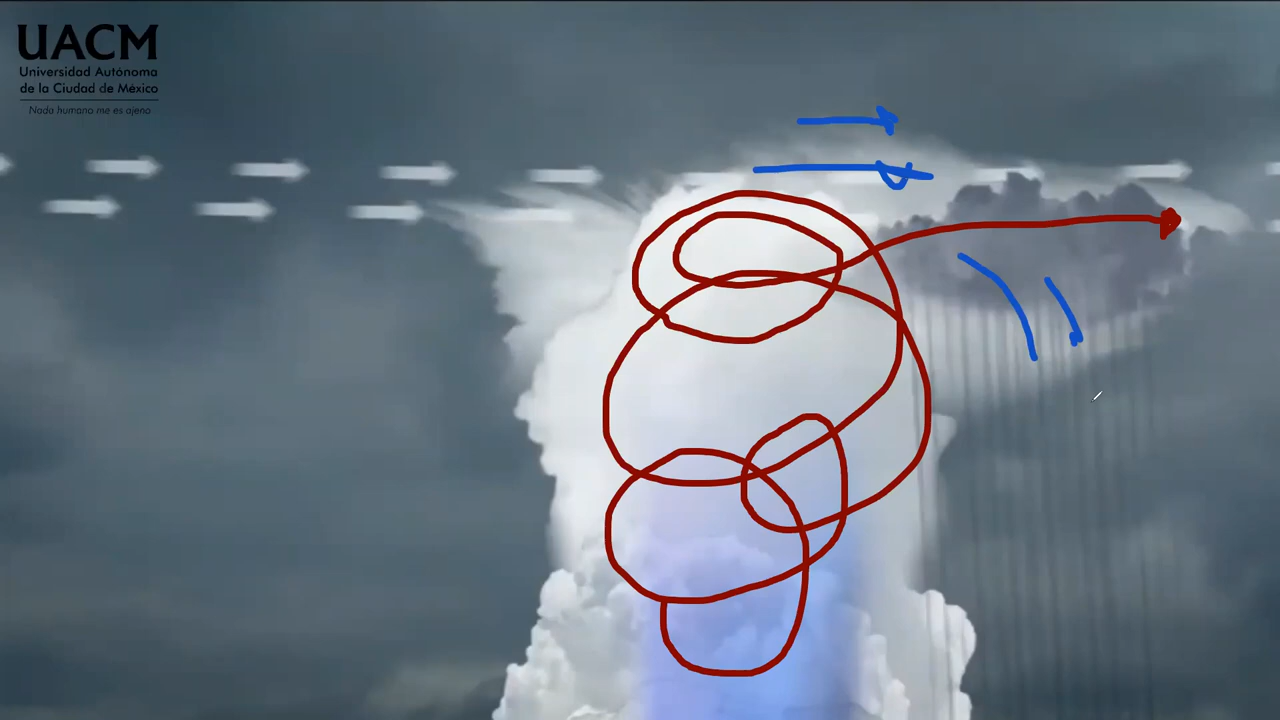 UACM
Universidad Autónoma
de la Ciudad de México
Nada humano me es ajeno